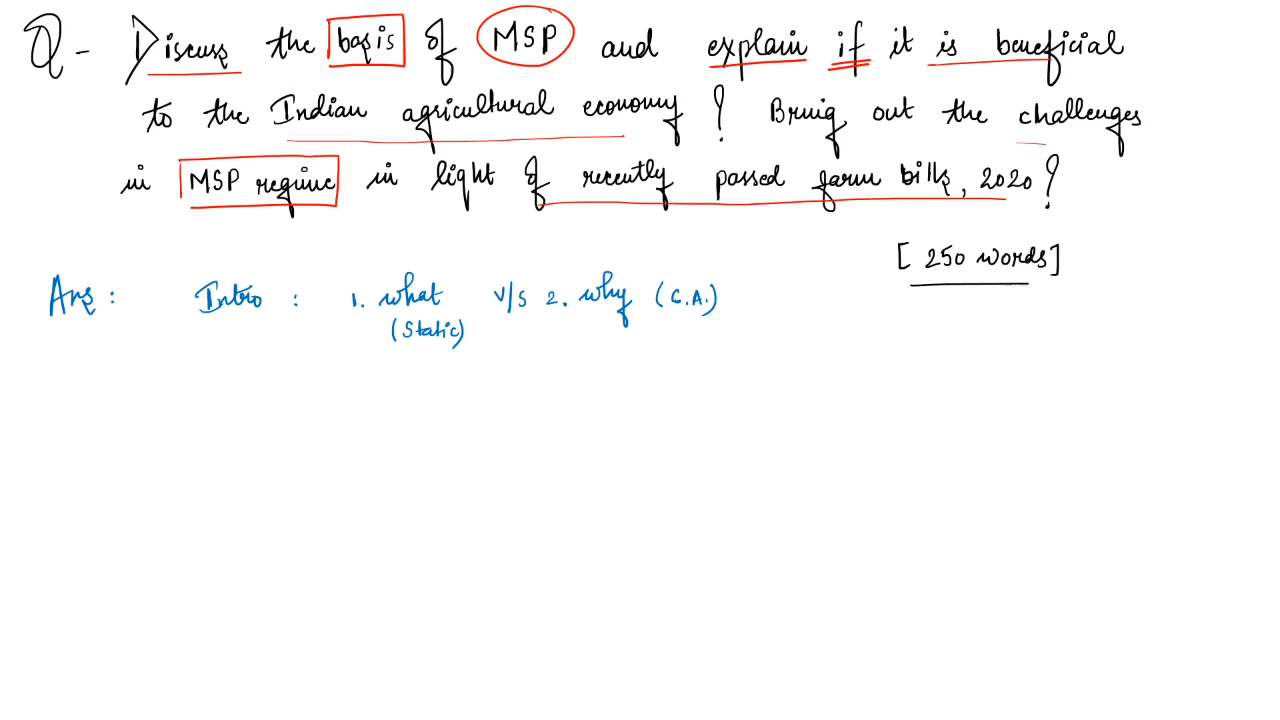 Q - Discuss the basis of MSP and explain if it is beneficial
to the Indian agricultural economy? Bring out the challenges
in MSP regime in light of recently passed farm bills, 2020?
[250 words]
Ans: Intro: 1. what v/s 2. why (C.A.)
(static)